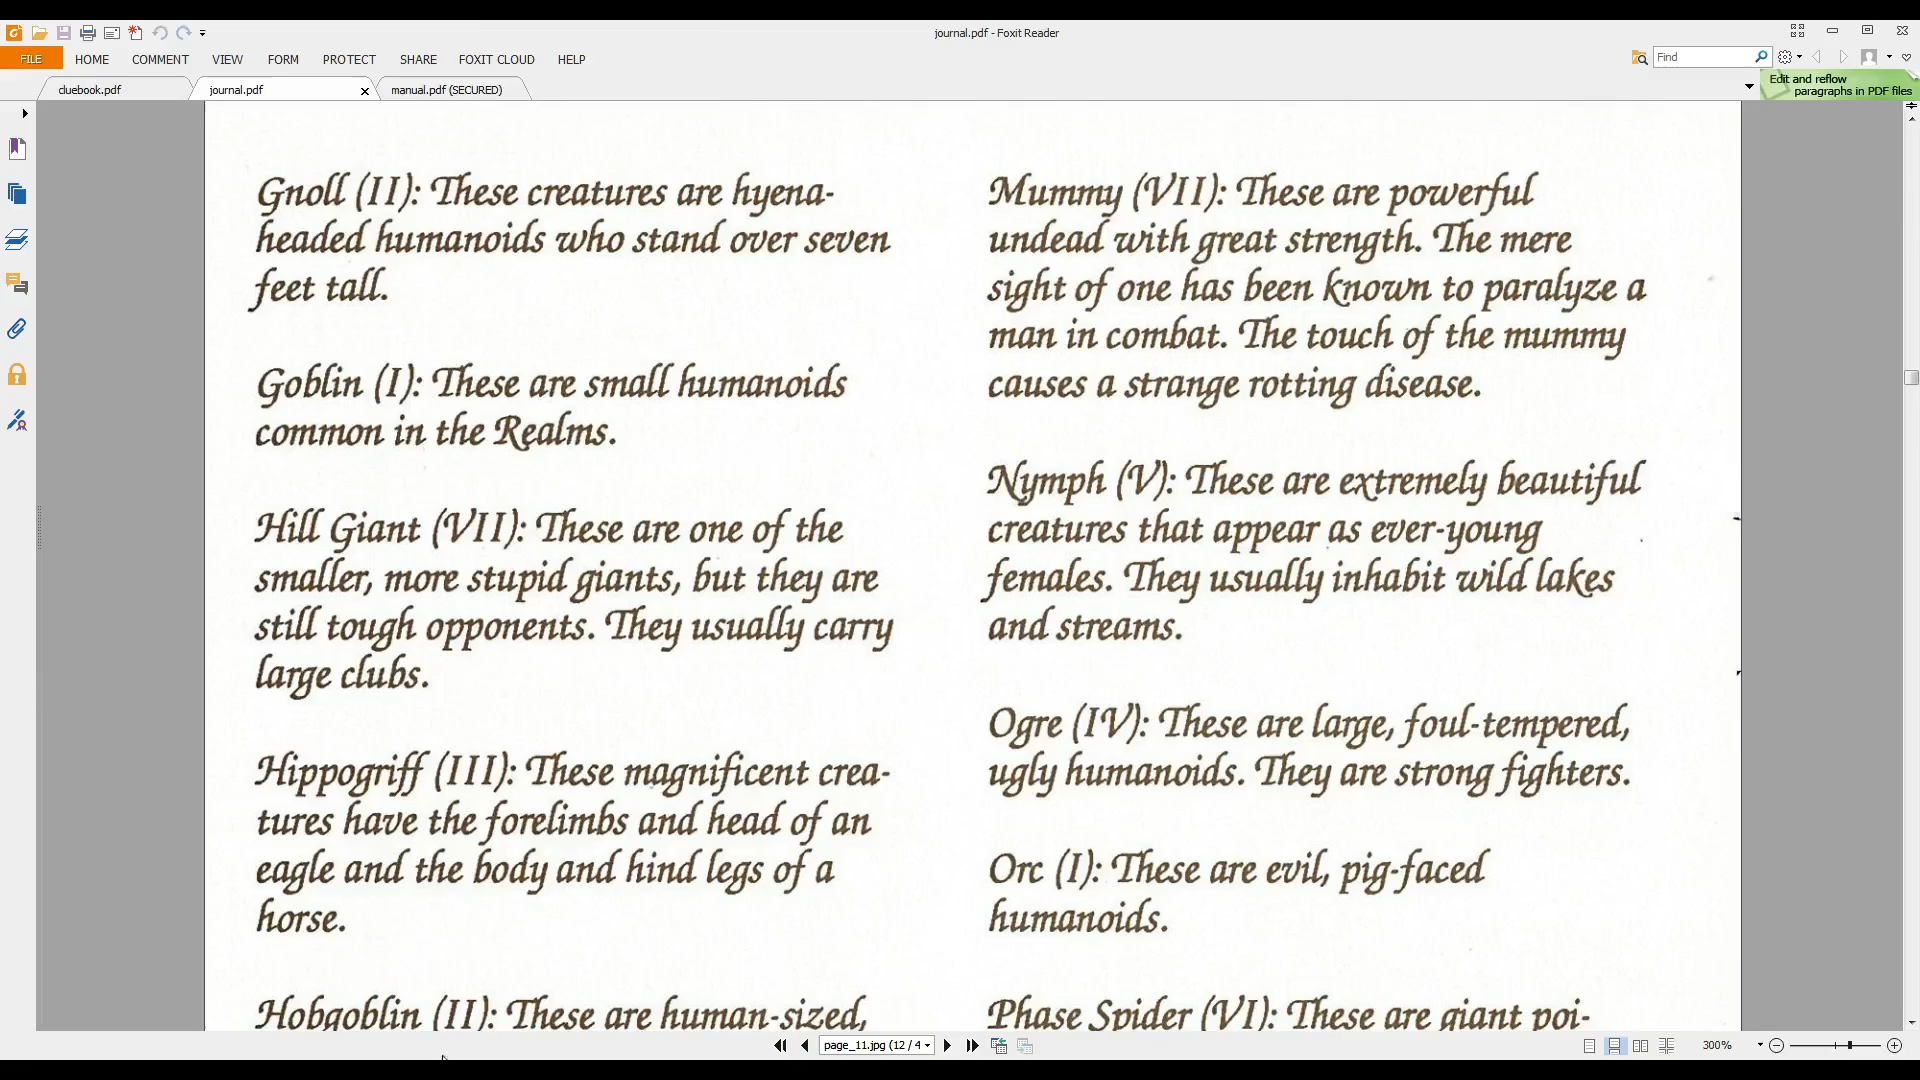 journal.pdf - Foxit Reader
FILE HOME COMMENT VIEW FORM PROTECT SHARE FOXIT CLOUD HELP
Find
cluebook.pdf journal.pdf manual.pdf (SECURED)
Edit and reflow
paragraphs in PDF files
Gnoll (II): These creatures are hyena-
headed humanoids who stand over seven
feet tall.
Goblin (I): These are small humanoids
common in the Realms.
Hill Giant (VII): These are one of the
smaller, more stupid giants, but they are
still tough opponents. They usually carry
large clubs.
Hippogriff (III): These magnificent crea-
tures have the forelimbs and head of an
eagle and the body and hind legs of a
horse.
Hobgoblin (II): These are human-sized,
Mummy (VII): These are powerful
undead with great strength. The mere
sight of one has been known to paralyze a
man in combat. The touch of the mummy
causes a strange rotting disease.
Nymph (V): These are extremely beautiful
creatures that appear as ever-young
females. They usually inhabit wild lakes
and streams.
Ogre (IV): These are large, foul-tempered,
ugly humanoids. They are strong fighters.
Orc (I): These are evil, pig-faced
humanoids.
Phase Spider (VI): These are giant poi-
page_11.jpg (12 / 4
300%